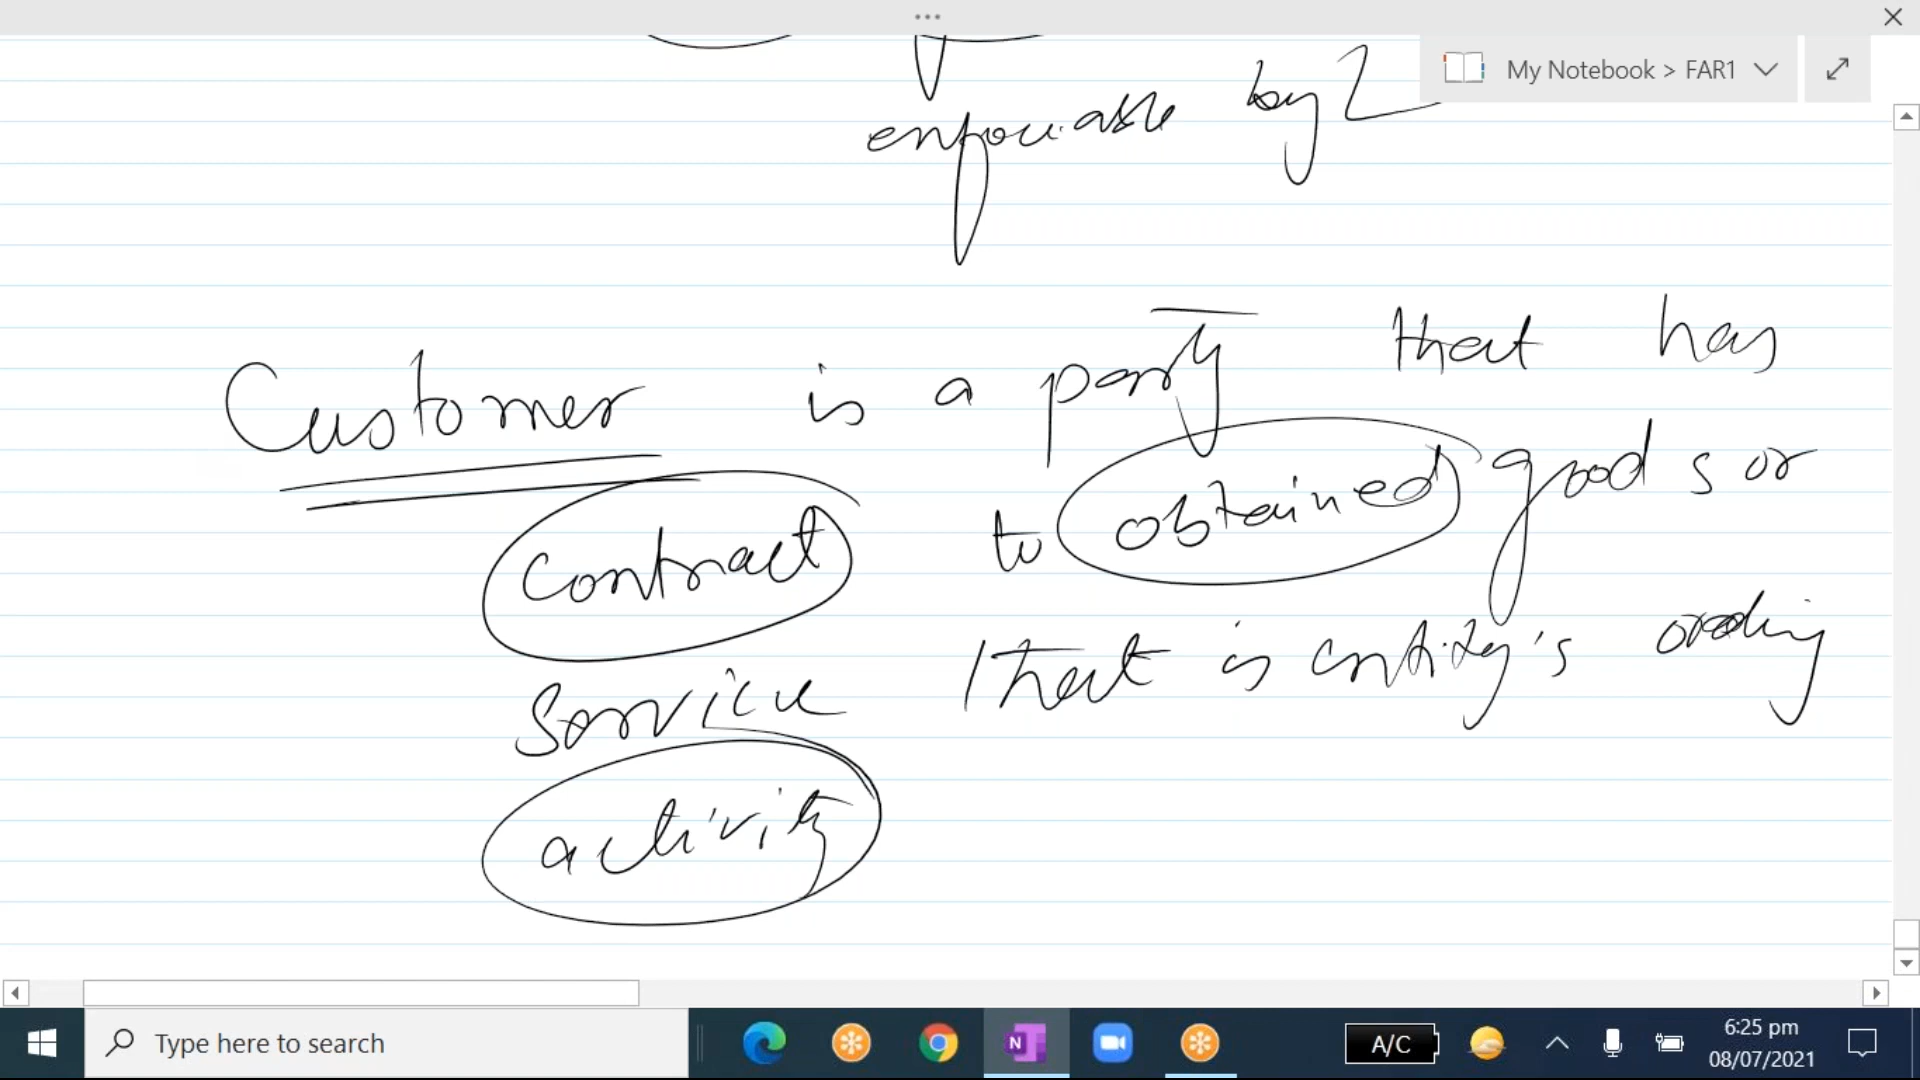 My Notebook > FAR1
enforceable by L
Customer is a party that has
contract to obtained goods or
service that is entity's
activity
Type here to search
N
A/C
6:25 pm
08/07/2021